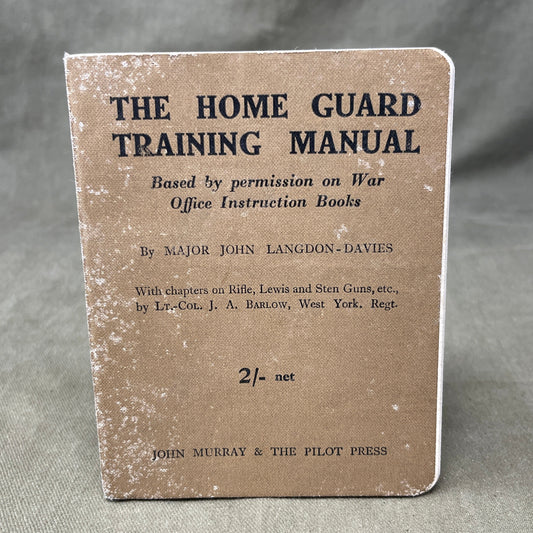 THE HOME GUARD
TRAINING MANUAL
Based by permission on War
Office Instruction Books
By MAJOR JOHN LANGDON-DAVIES
With chapters on Rifle, Lewis and Sten Guns, etc.,
by LT.-COL. J. A. BARLOW, West York. Regt.
2/- net
JOHN MURRAY & THE PILOT PRESS